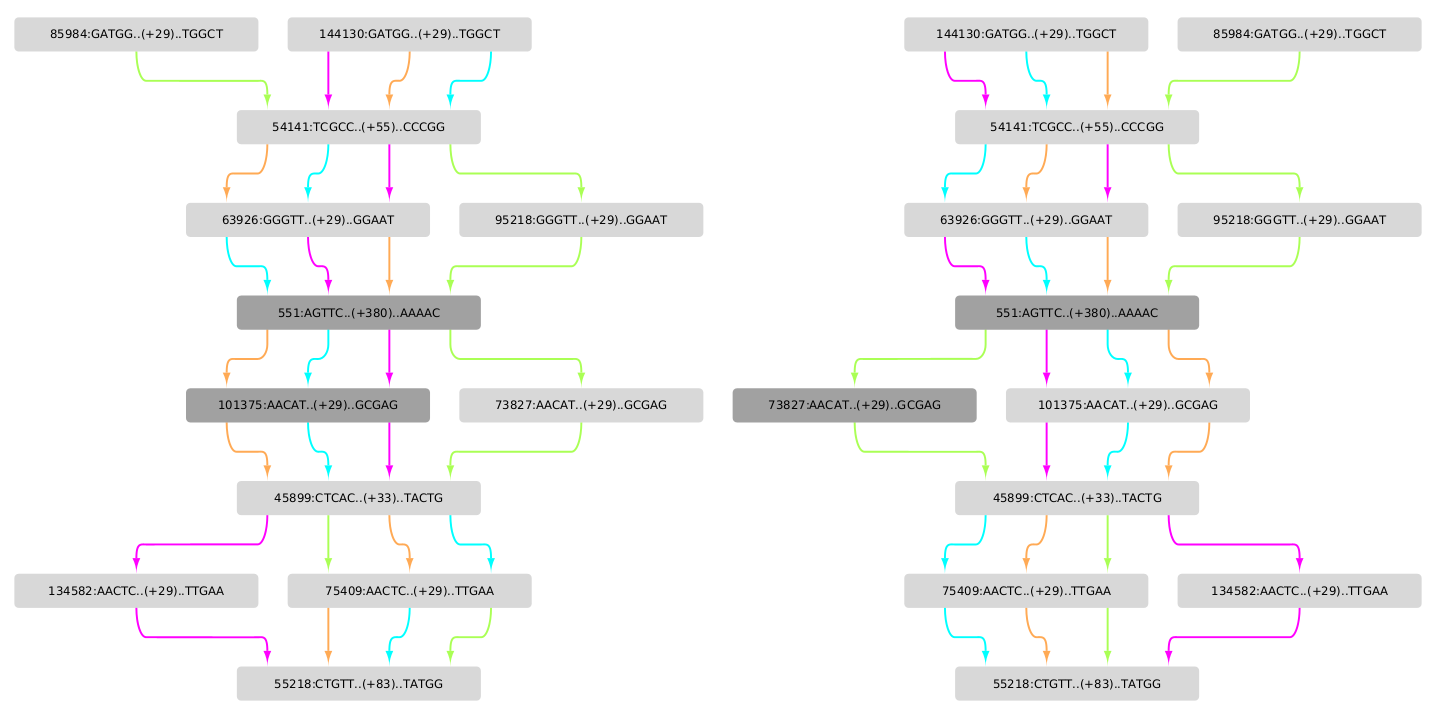 85984:GATGG..(+29)..TGGCT
144130:GATGG..(+29)..TGGCT
54141:TCGCC..(+55)..CCCGG
63926:GGGTT..(+29)..GGAAT
95218:GGGTT..(+29)..GGAAT
551:AGTTC..(+380)..AAAAC
101375:AACAT..(+29)..GCGAG
73827:AACAT..(+29)..GCGAG
45899:CTCAC..(+33)..TACTG
134582:AACTC..(+29)..TTGAA
75409:AACTC..(+29)..TTGAA
55218:CTGTT..(+83)..TATGG
144130:GATGG..(+29)..TGGCT
85984:GATGG..(+29)..TGGCT
54141:TCGCC..(+55)..CCCGG
63926:GGGTT..(+29)..GGAAT
95218:GGGTT..(+29)..GGAAT
551:AGTTC..(+380)..AAAAC
73827:AACAT..(+29)..GCGAG
101375:AACAT..(+29)..GCGAG
45899:CTCAC..(+33)..TACTG
75409:AACTC..(+29)..TTGAA
134582:AACTC..(+29)..TTGAA
55218:CTGTT..(+83)..TATGG